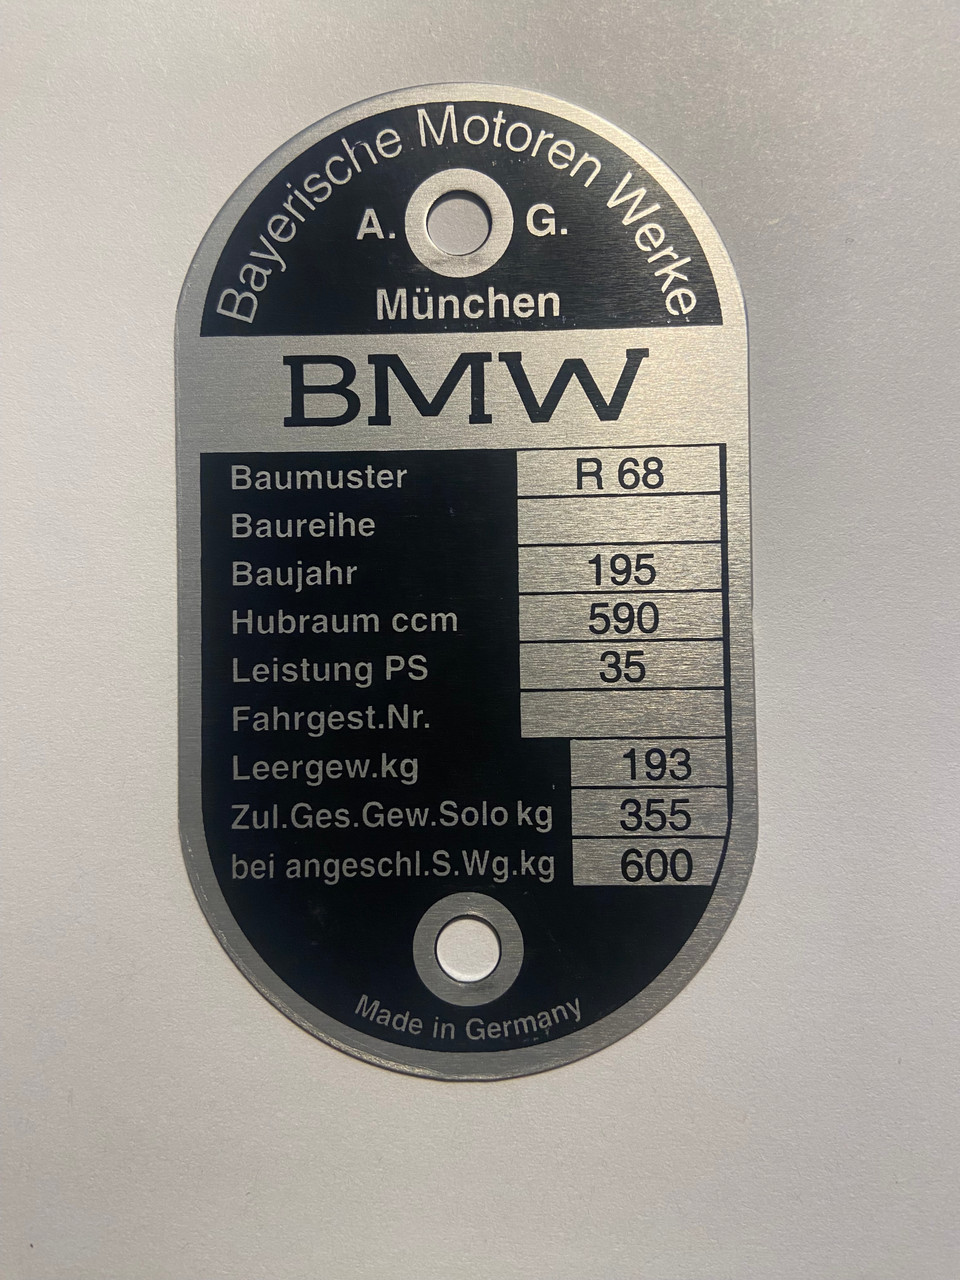 Bayerische Motoren Werke
A. G.
München
BMW
Baumuster R 68
Baureihe
Baujahr 195
Hubraum ccm 590
Leistung PS 35
Fahrgest.Nr.
Leergew.kg 193
Zul.Ges.Gew.Solo kg 355
bei angeschl.S.Wg.kg 600
Made in Germany